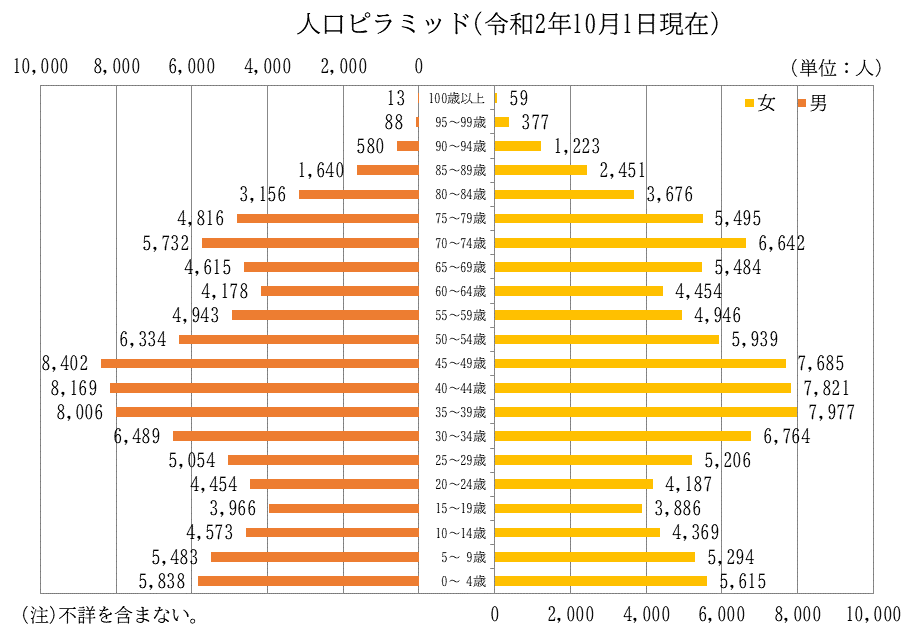 人口ピラミッド(令和2年10月1日現在)
10,000 8,000 6,000 4,000 2,000 0 (単位：人)
女 男
13 100歳以上 59
88 95～99歳 377
580 90～94歳 1,223
1,640 85～89歳 2,451
3,156 80～84歳 3,676
4,816 75～79歳 5,495
5,732 70～74歳 6,642
4,615 65～69歳 5,484
4,178 60～64歳 4,454
4,943 55～59歳 4,946
6,334 50～54歳 5,939
8,402 45～49歳 7,685
8,169 40～44歳 7,821
8,006 35～39歳 7,977
6,489 30～34歳 6,764
5,054 25～29歳 5,206
4,454 20～24歳 4,187
3,966 15～19歳 3,886
4,573 10～14歳 4,369
5,483 5～ 9歳 5,294
5,838 0～ 4歳 5,615
(注)不詳を含まない。 0 2,000 4,000 6,000 8,000 10,000